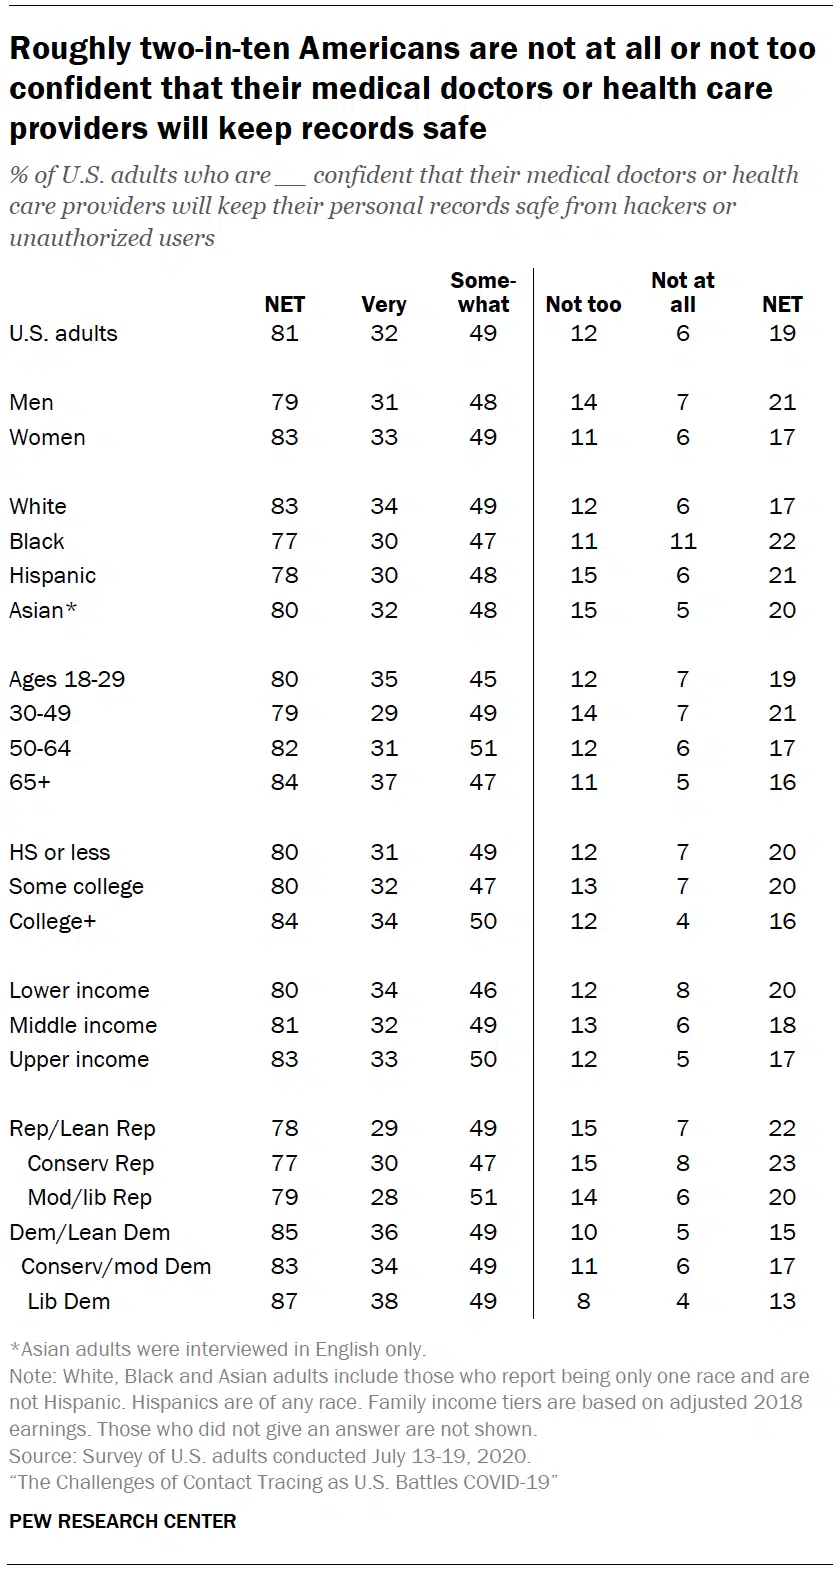 Roughly two-in-ten Americans are not at all or not too
confident that their medical doctors or health care
providers will keep records safe
% of U.S. adults who are __ confident that their medical doctors or health
care providers will keep their personal records safe from hackers or
unauthorized users
NET Very Some-what Not too Not at all NET
U.S. adults 81 32 49 12 6 19
Men 79 31 48 14 7 21
Women 83 33 49 11 6 17
White 83 34 49 12 6 17
Black 77 30 47 11 11 22
Hispanic 78 30 48 15 6 21
Asian* 80 32 48 15 5 20
Ages 18-29 80 35 45 12 7 19
30-49 79 29 49 14 7 21
50-64 82 31 51 12 6 17
65+ 84 37 47 11 5 16
HS or less 80 31 49 12 7 20
Some college 80 32 47 13 7 20
College+ 84 34 50 12 4 16
Lower income 80 34 46 12 8 20
Middle income 81 32 49 13 6 18
Upper income 83 33 50 12 5 17
Rep/Lean Rep 78 29 49 15 7 22
Conserv Rep 77 30 47 15 8 23
Mod/lib Rep 79 28 51 14 6 20
Dem/Lean Dem 85 36 49 10 5 15
Conserv/mod Dem 83 34 49 11 6 17
Lib Dem 87 38 49 8 4 13
*Asian adults were interviewed in English only.
Note: White, Black and Asian adults include those who report being only one race and are
not Hispanic. Hispanics are of any race. Family income tiers are based on adjusted 2018
earnings. Those who did not give an answer are not shown.
Source: Survey of U.S. adults conducted July 13-19, 2020.
“The Challenges of Contact Tracing as U.S. Battles COVID-19”
PEW RESEARCH CENTER